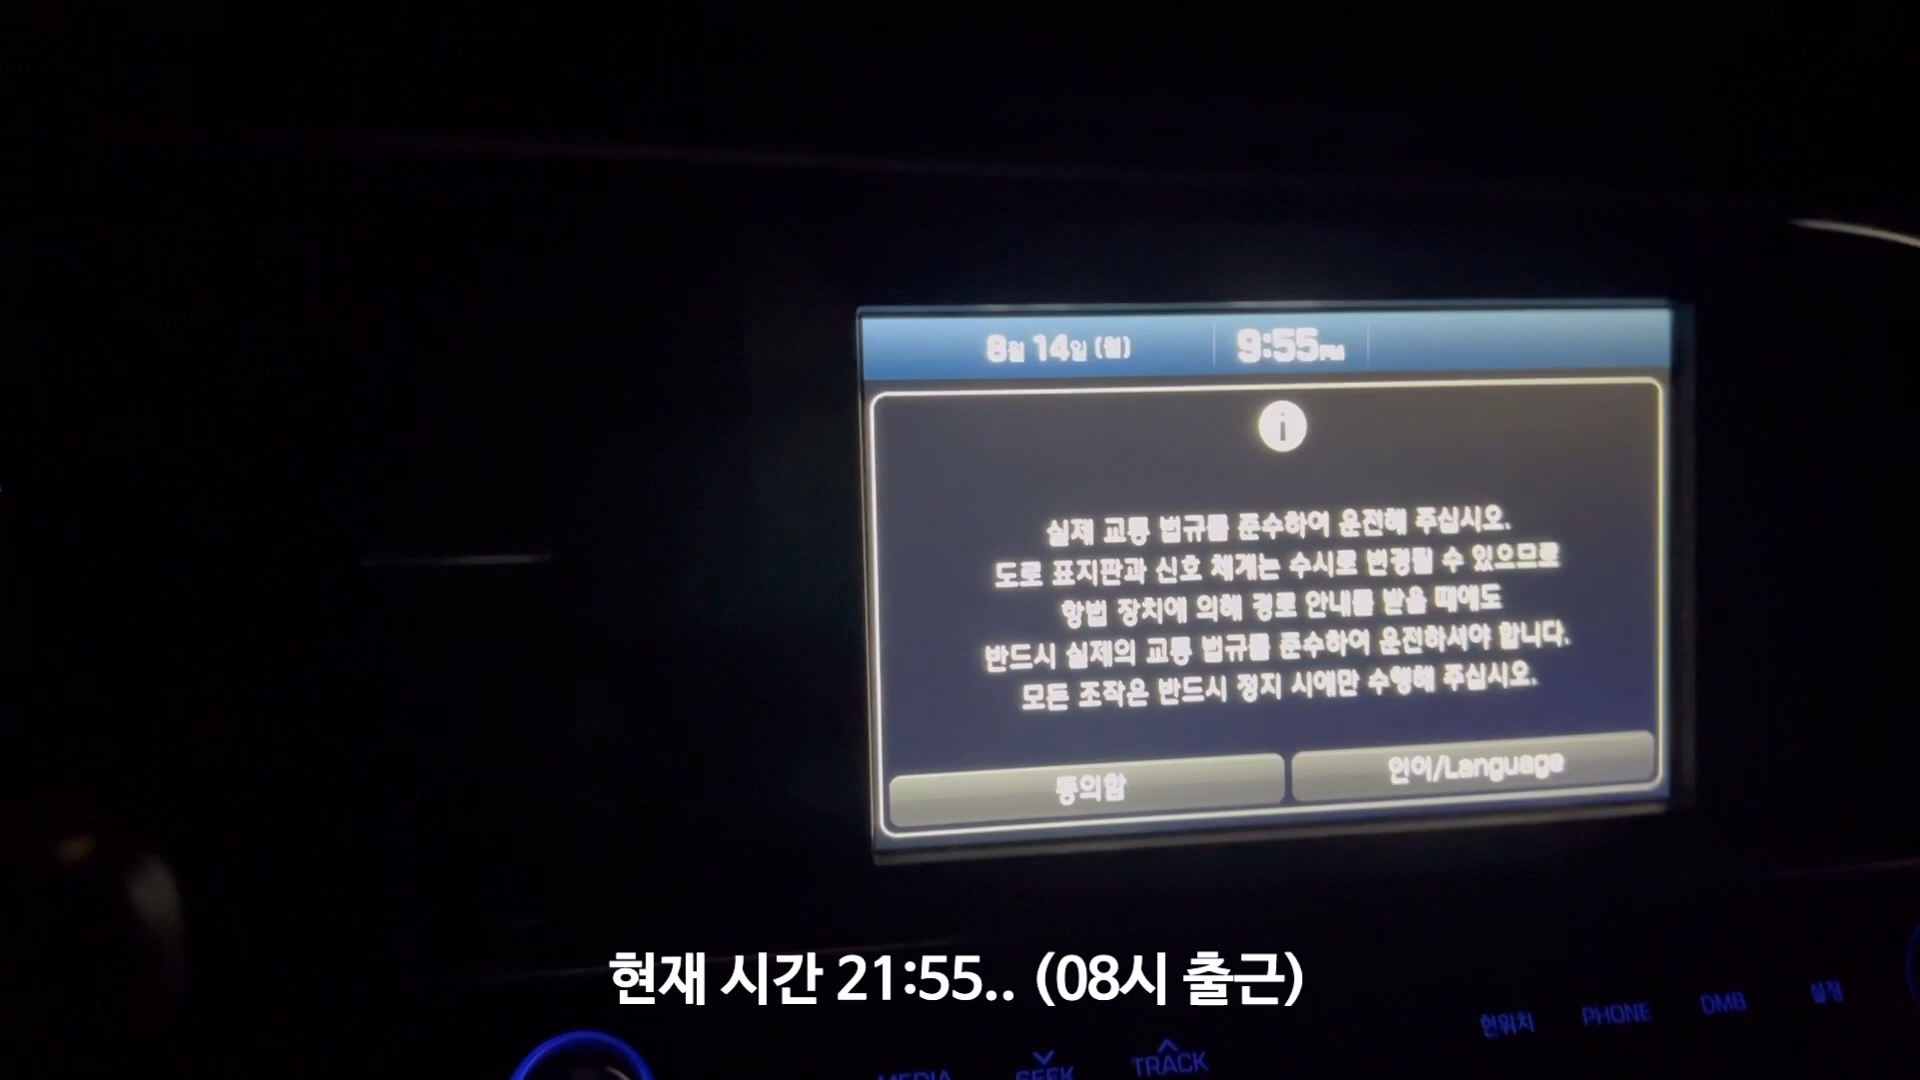 8월 14일 (월) 9:55PM
i
실제 교통 법규를 준수하여 운전해 주십시오.
도로 표지판과 신호 체계는 수시로 변경될 수 있으므로
항법 장치에 의해 경로 안내를 받을 때에도
반드시 실제의 교통 법규를 준수하여 운전하셔야 합니다.
모든 조작은 반드시 정지 시에만 수행해 주십시오.
동의함 언어/Language
현재 시간 21:55.. (08시 출근)
현위치 PHONE DMB 설정
MEDIA SEEK TRACK